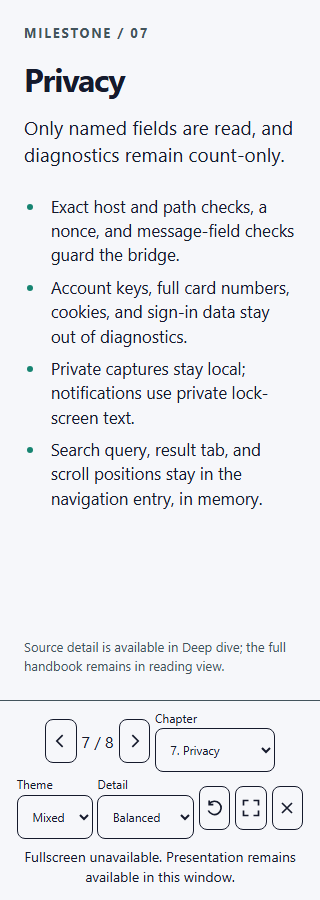 MILESTONE / 07
Privacy
Only named fields are read, and
diagnostics remain count-only.
Exact host and path checks, a
nonce, and message-field checks
guard the bridge.
Account keys, full card numbers,
cookies, and sign-in data stay
out of diagnostics.
Private captures stay local;
notifications use private lock-
screen text.
Search query, result tab, and
scroll positions stay in the
navigation entry, in memory.
Source detail is available in Deep dive; the full
handbook remains in reading view.
Chapter
7 / 8
7. Privacy
Theme
Detail
Mixed
Balanced
Fullscreen unavailable. Presentation remains
available in this window.